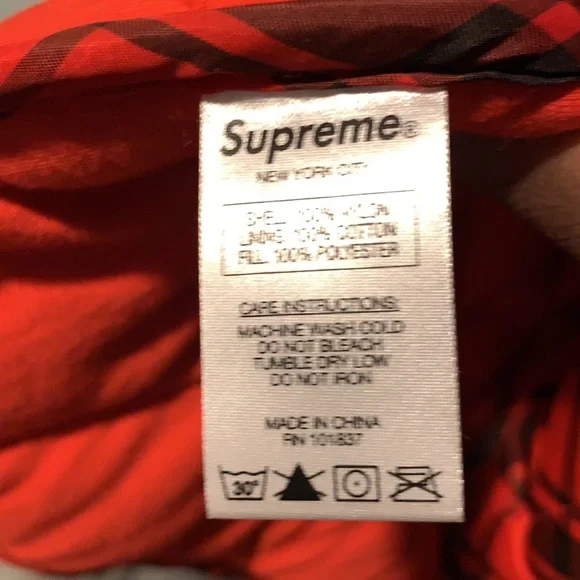 Supreme®
NEW YORK CITY
SHELL: 100% NYLON
LINING: 100% COTTON
FILL: 100% POLYESTER
CARE INSTRUCTIONS:
MACHINE WASH COLD
DO NOT BLEACH
TUMBLE DRY LOW
DO NOT IRON
MADE IN CHINA
RN 101837
30°